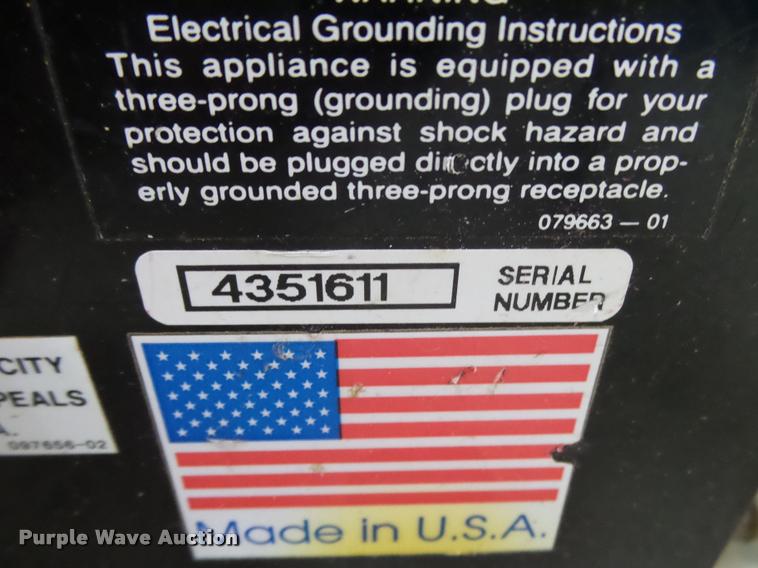 WARNING
Electrical Grounding Instructions
This appliance is equipped with a
three-prong (grounding) plug for your
protection against shock hazard and
should be plugged directly into a prop-
erly grounded three-prong receptacle.
079663 — 01
4351611
SERIAL
NUMBER
CITY
PEALS
A.
097656-02
Made in U.S.A.
Purple Wave Auction